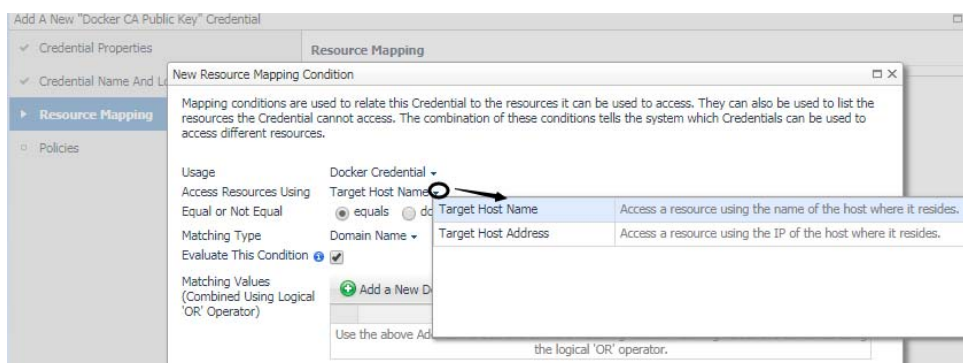 Add A New "Docker CA Public Key" Credential
Credential Properties
Resource Mapping
Credential Name And
New Resource Mapping Condition
Mapping conditions are used to relate this Credential to the resources it can be used to access. They can also be used to list the
resources the Credential cannot access. The combination of these conditions tells the system which Credentials can be used to
access different resources.
Resource Mapping
Policies
Usage
Docker Credential
Access Resources Using
Target Host Name
Equal or Not Equal
equals
Target Host Name
Access a resource using the name of the host where it resides.
Matching Type
Domain Name
Target Host Address
Access a resource using the IP of the host where it resides.
Evaluate This Condition
Matching Values
(Combined Using Logical
'OR' Operator)
Add a New
Use the above
the logical 'OR' operator.